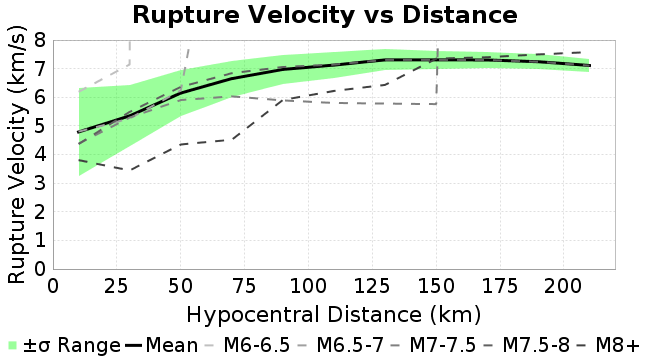 Rupture Velocity vs Distance
Rupture Velocity (km/s)
8
7
6
5
4
3
2
1
0
0 25 50 75 100 125 150 175 200
Hypocentral Distance (km)
±σ Range Mean M6-6.5 M6.5-7 M7-7.5 M7.5-8 M8+